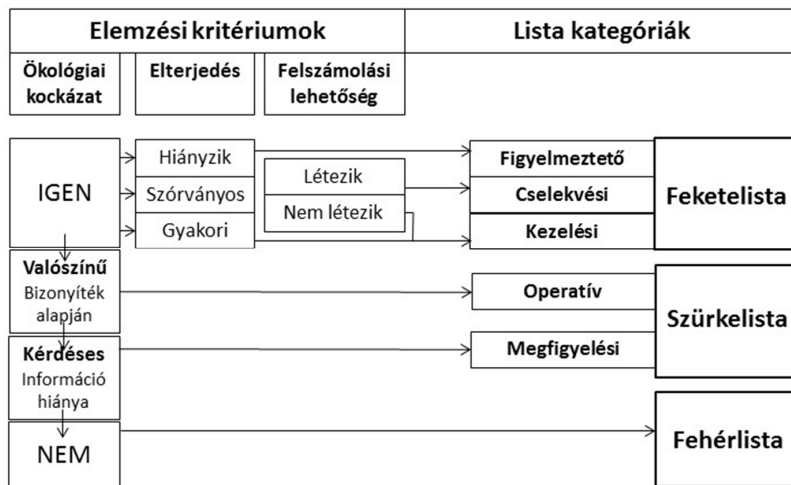 Elemzési kritériumok
Lista kategóriák
Ökológiai
kockázat
Elterjedés
Felszámolási
lehetőség
IGEN
Hiányzik
Szórványos
Gyakori
Létezik
Nem létezik
Figyelmeztető
Cselekvési
Kezelési
Feketelista
Valószínű
Bizonyíték
alapján
Operatív
Szürkelista
Kérdéses
Információ
hiánya
Megfigyelési
NEM
Fehérlista